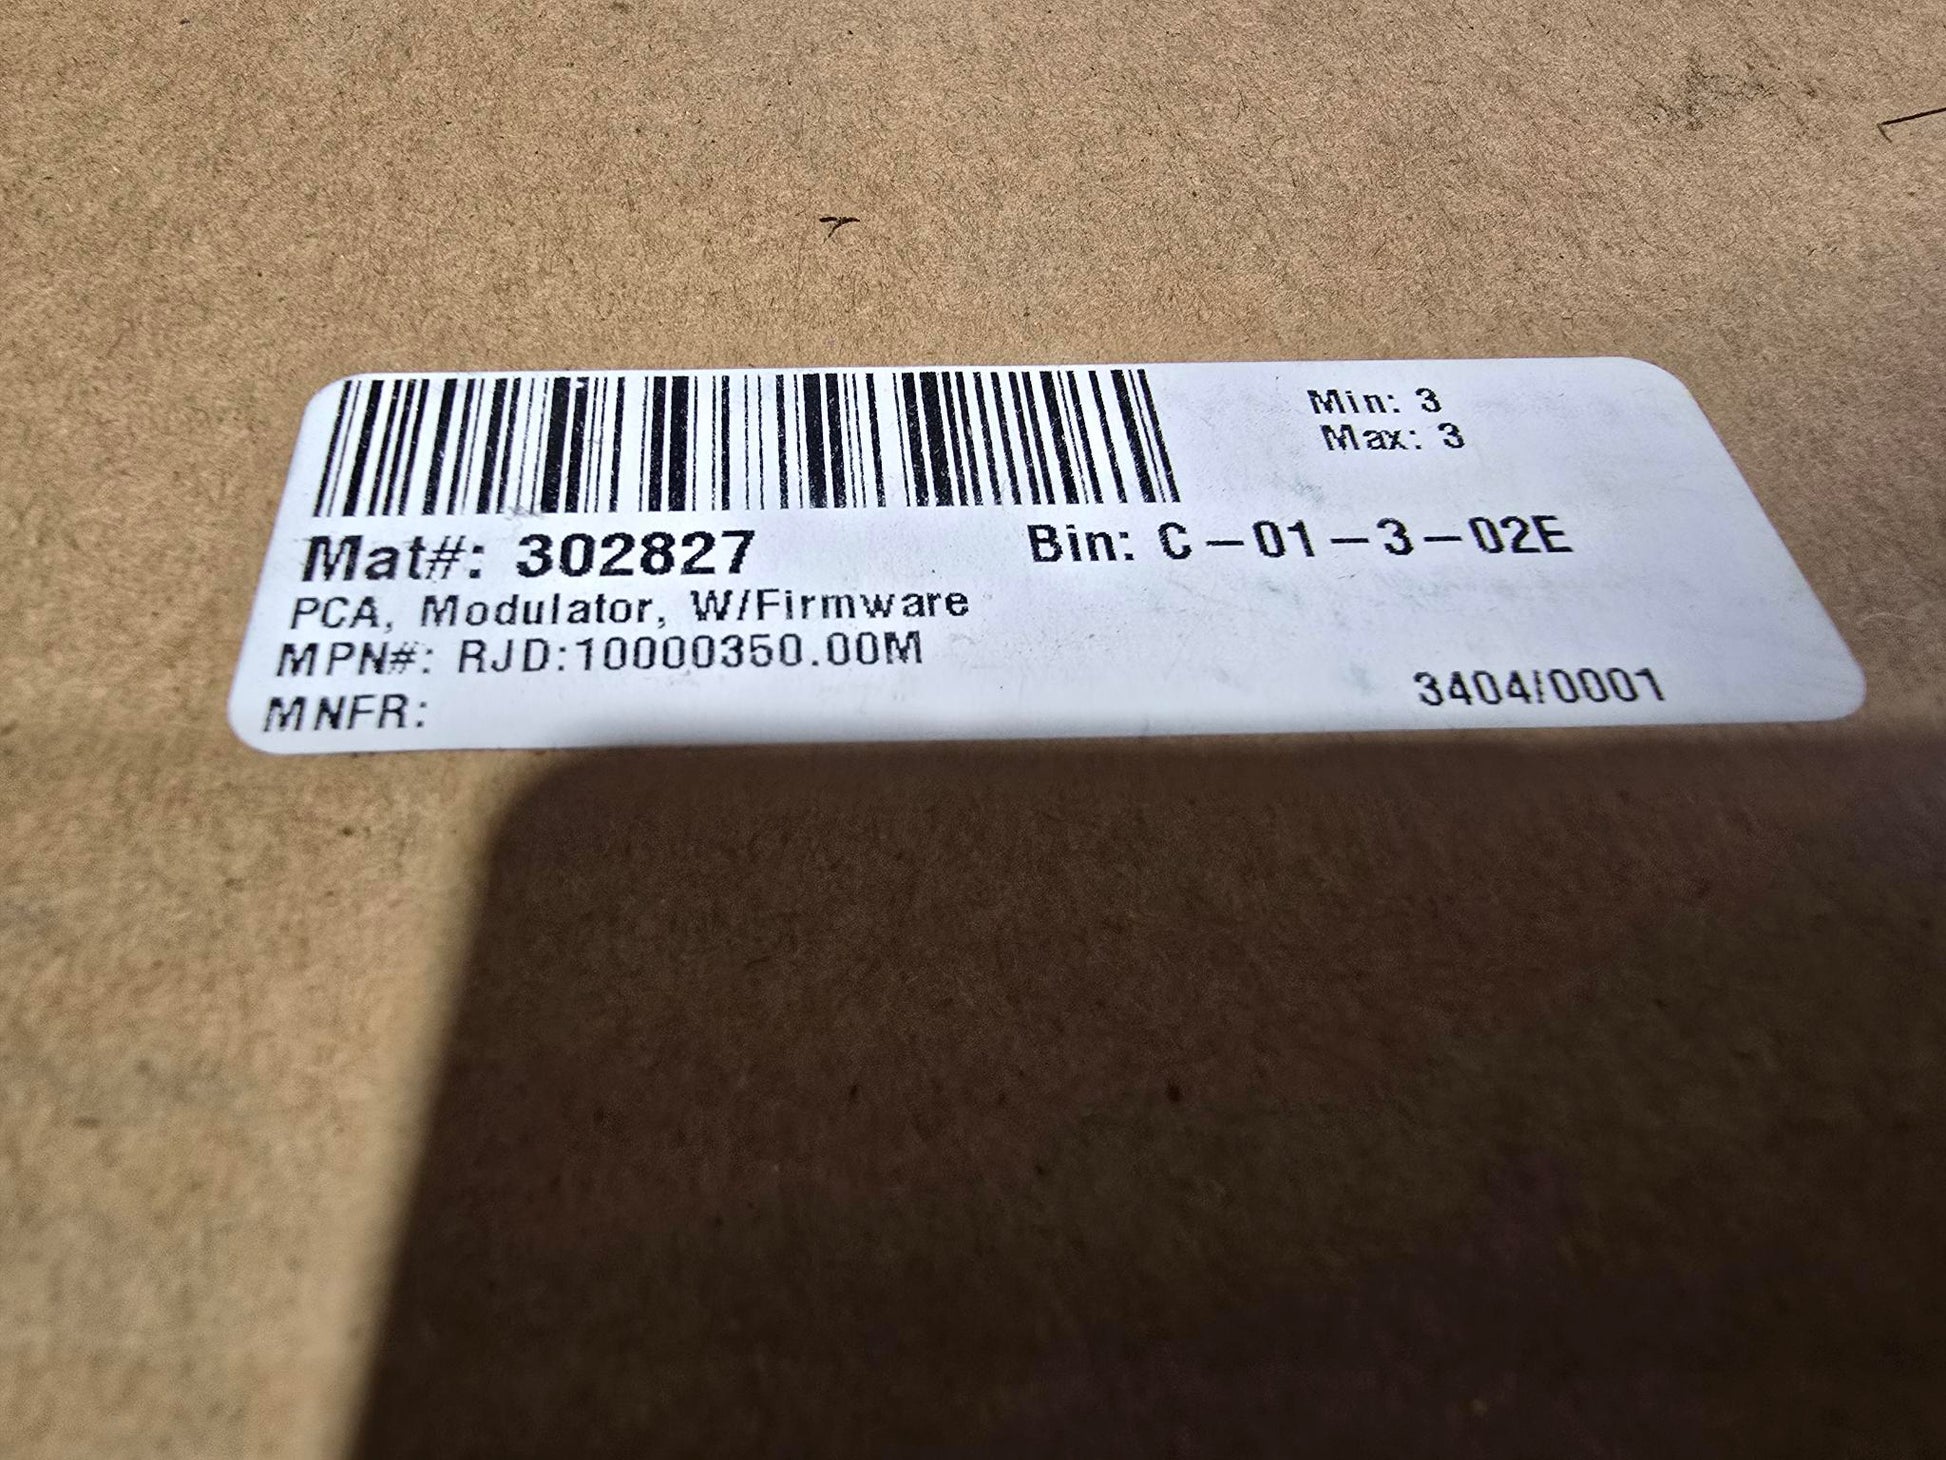 Min: 3
Max: 3
Mat#: 302827
Bin: C-01-3-02E
PCA, Modulator, W/Firmware
MPN#: RJD:10000350.00M
MNFR:
3404/0001